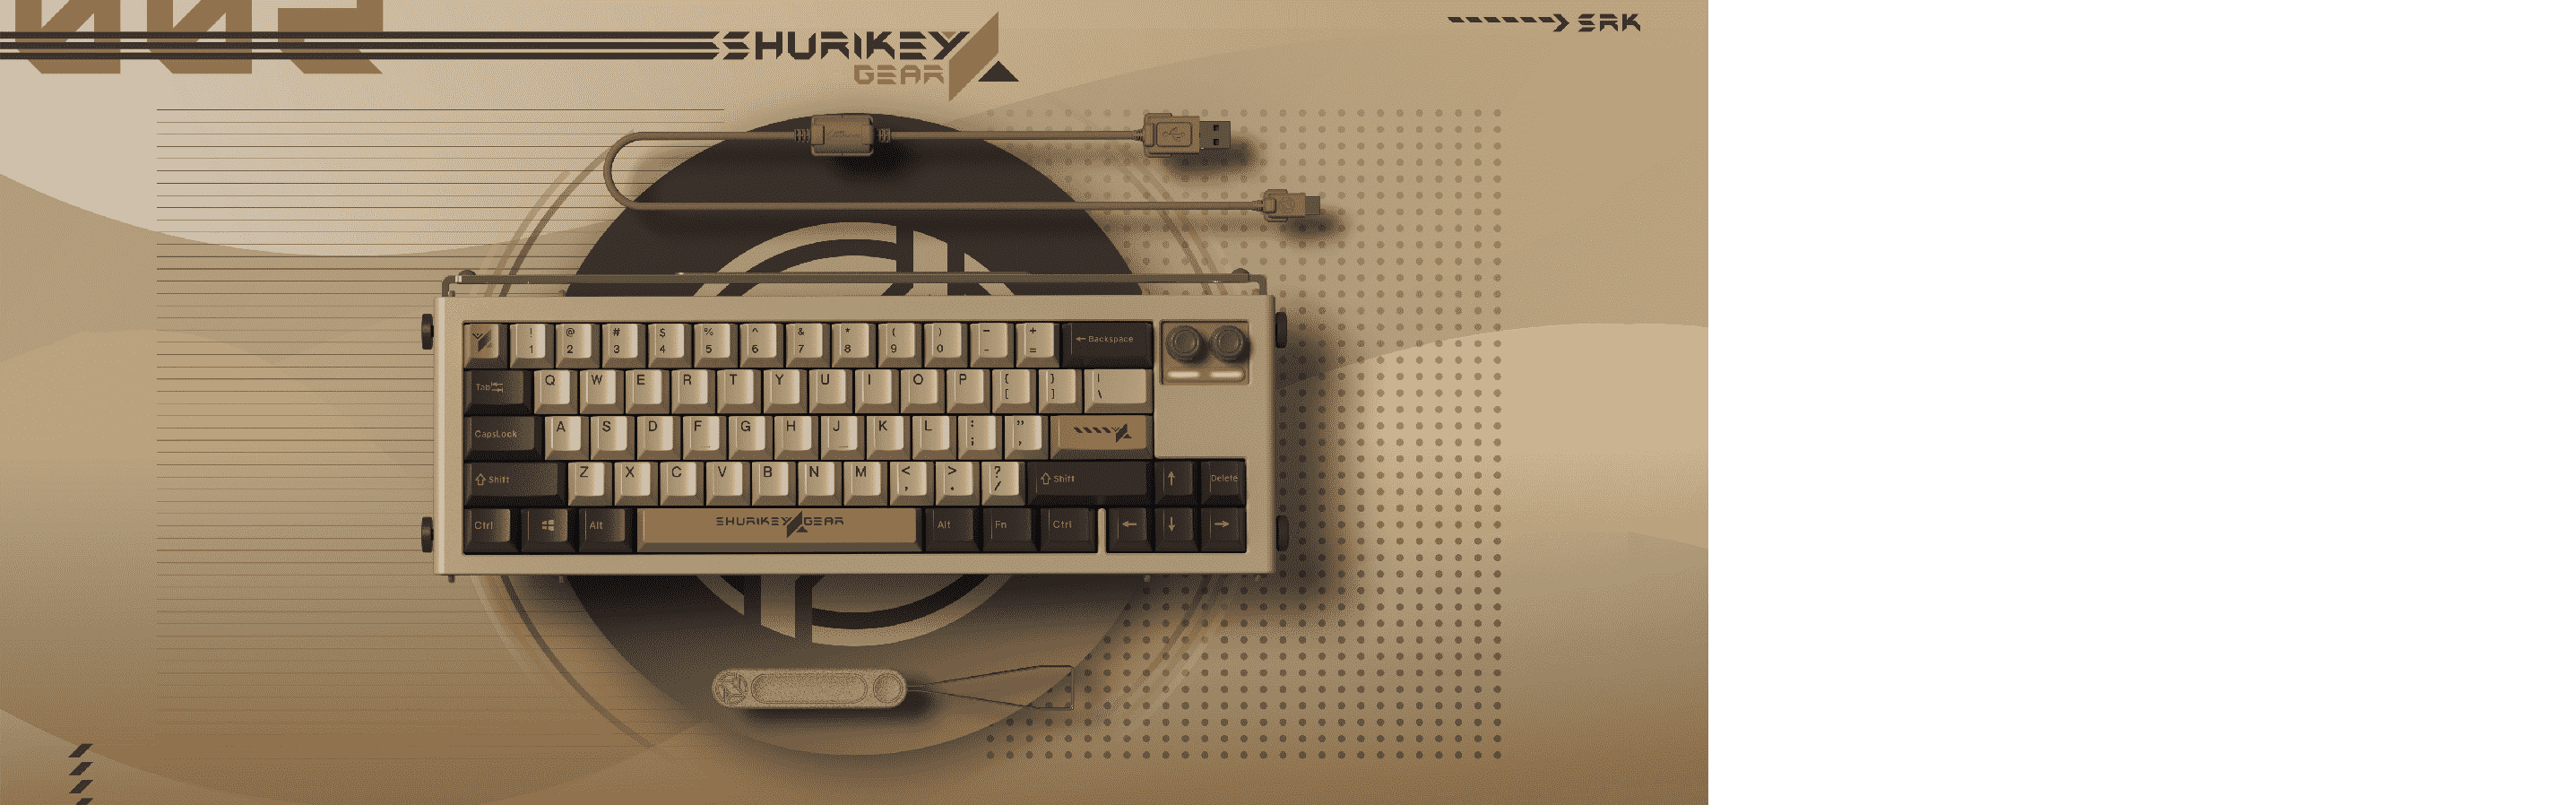 SRK
SHURIKEY
GEAR
! 1 @ 2 # 3 $ 4 % 5 ^ 6 & 7 * 8 ( 9 ) 0 - - + = ← Backspace
Tab Q W E R T Y U I O P { [ } ] | \
CapsLock A S D F G H J K L : ; " ,
⇧ Shift Z X C V B N M < , > . ? / ⇧ Shift ↑ Delete
Ctrl Alt SHURIKEY GEAR Alt Fn Ctrl ← ↓ →